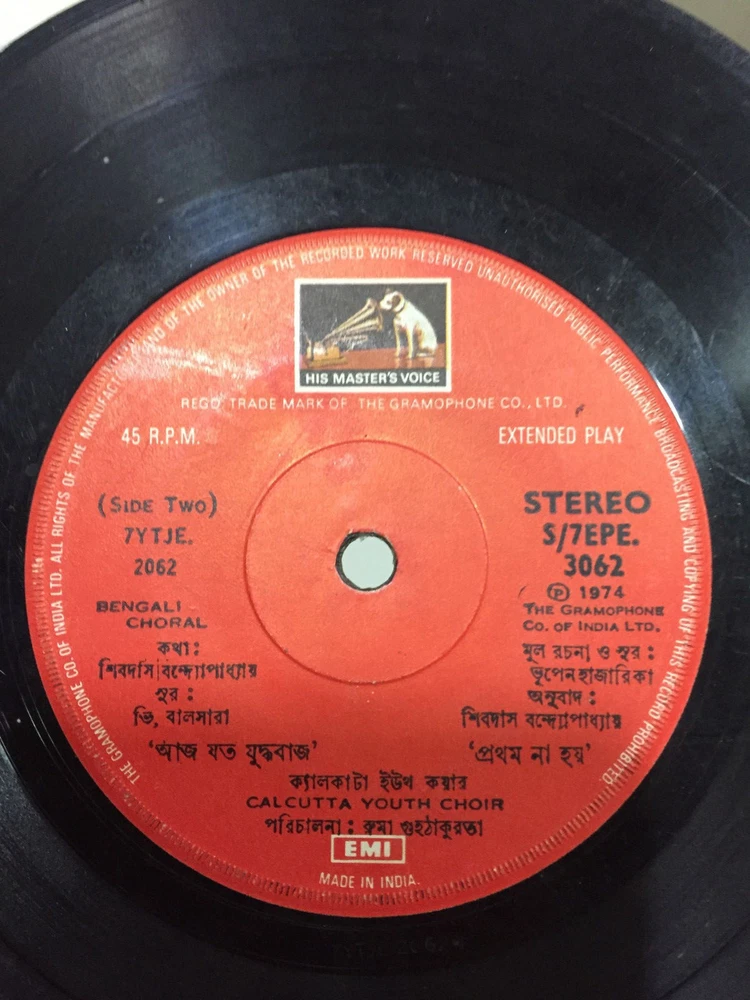 THE GRAMOPHONE CO. OF INDIA LTD. ALL RIGHTS OF THE MANUFACTURER AND OF THE OWNER OF THE RECORDED WORK RESERVED UNAUTHORISED PUBLIC PERFORMANCE BROADCASTING AND COPYING OF THIS RECORD PROHIBITED.
HIS MASTER'S VOICE
REGD. TRADE MARK OF THE GRAMOPHONE CO., LTD.
45 R.P.M.
EXTENDED PLAY
(SIDE TWO)
7YTJE.
2062
BENGALI
CHORAL
কথা :
শিবদাস বন্দ্যোপাধ্যায়
সুর :
ভি, বালসারা
'আজ যত যুদ্ধবাজ'
STEREO
S/7EPE.
3062
Ⓟ 1974
THE GRAMOPHONE
CO. OF INDIA LTD.
মূল রচনা ও সুর :
ভূপেন হাজারিকা
অনুবাদ :
শিবদাস বন্দ্যোপাধ্যায়
'প্রথম না হয়'
ক্যালকাটা ইউথ কয়ার
CALCUTTA YOUTH CHOIR
পরিচালনা : রুমা গুহঠাকুরতা
EMI
MADE IN INDIA.